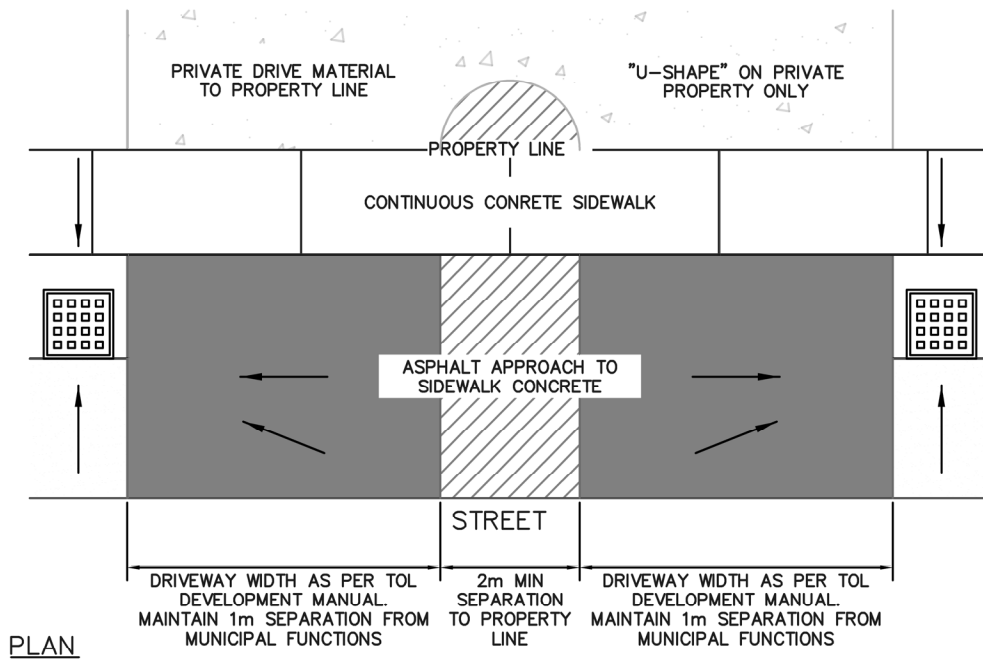 PRIVATE DRIVE MATERIAL
TO PROPERTY LINE
"U-SHAPE" ON PRIVATE
PROPERTY ONLY
PROPERTY LINE
CONTINUOUS CONRETE SIDEWALK
ASPHALT APPROACH TO
SIDEWALK CONCRETE
STREET
DRIVEWAY WIDTH AS PER TOL
DEVELOPMENT MANUAL.
MAINTAIN 1m SEPARATION FROM
MUNICIPAL FUNCTIONS
2m MIN
SEPARATION
TO PROPERTY
LINE
DRIVEWAY WIDTH AS PER TOL
DEVELOPMENT MANUAL.
MAINTAIN 1m SEPARATION FROM
MUNICIPAL FUNCTIONS
PLAN